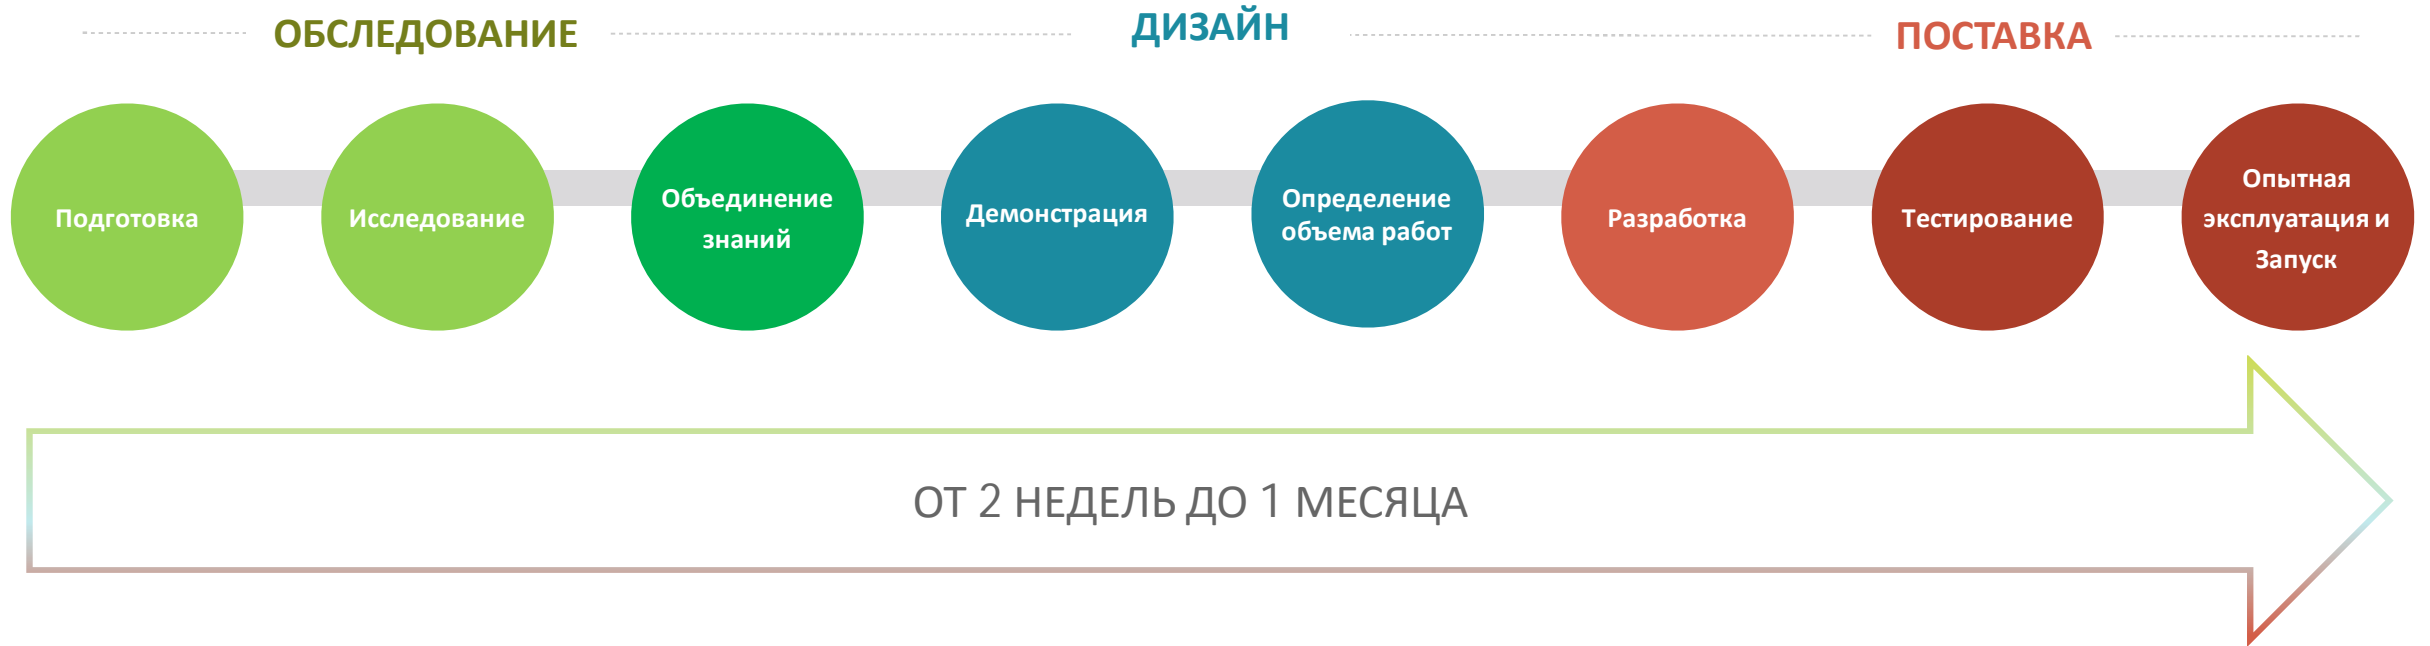 ОБСЛЕДОВАНИЕ
ДИЗАЙН
ПОСТАВКА
Подготовка
Исследование
Объединение
знаний
Демонстрация
Определение
объема работ
Разработка
Тестирование
Опытная
эксплуатация и
Запуск
ОТ 2 НЕДЕЛЬ ДО 1 МЕСЯЦА